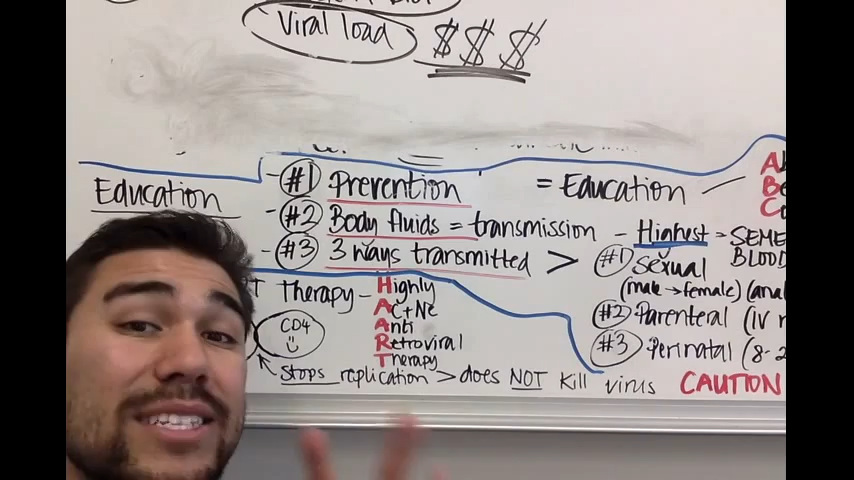 Viral load $$$
Education
- #1 Prevention = Education
- #2 Body fluids = transmission - Highest = SEME
BLOOD
- #3 3 ways transmitted > #1 Sexual
(male → female) (ana
#2 Parenteral (IV
#3 Perinatal (8-2
T Therapy - Highly
Active
Anti
Retroviral
Therapy
CD4
Stops replication > does NOT kill virus CAUTION
A
B
C